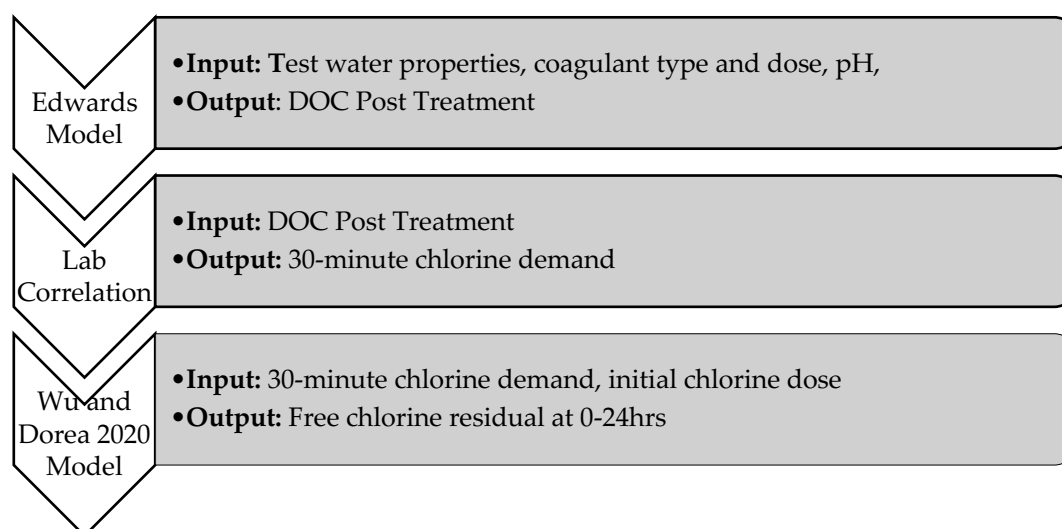 Edwards
Model
•Input: Test water properties, coagulant type and dose, pH,
•Output: DOC Post Treatment
Lab
Correlation
•Input: DOC Post Treatment
•Output: 30-minute chlorine demand
Wu and
Dorea 2020
Model
•Input: 30-minute chlorine demand, initial chlorine dose
•Output: Free chlorine residual at 0-24hrs